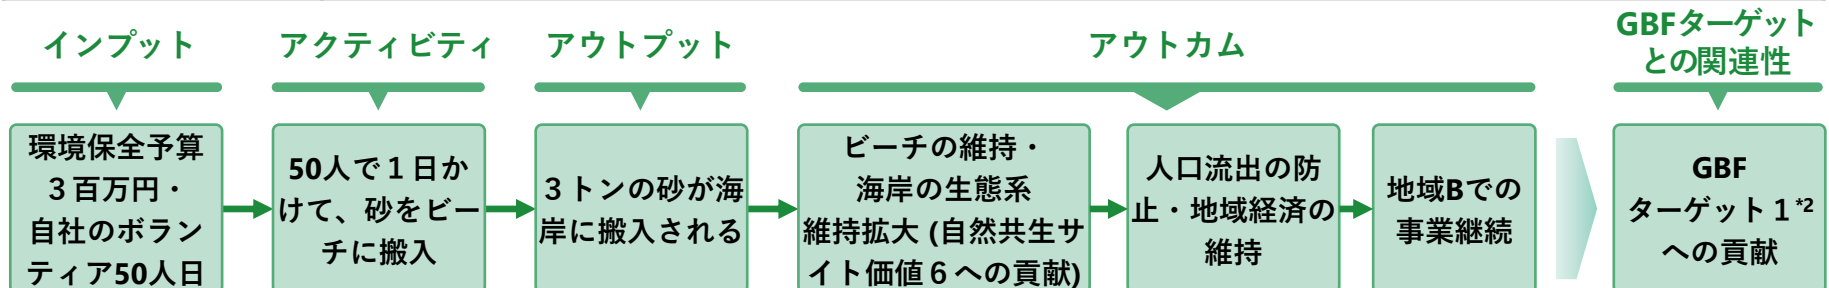 インプット
アクティビティ
アウトプット
アウトカム
GBFターゲット
との関連性
環境保全予算
３百万円・
自社のボラン
ティア50人日
50人で１日か
けて、砂をビー
チに搬入
３トンの砂が海
岸に搬入される
ビーチの維持・
海岸の生態系
維持拡大 (自然共生サ
イト価値６への貢献)
人口流出の防
止・地域経済の
維持
地域Bでの
事業継続
GBF
ターゲット１*2
への貢献